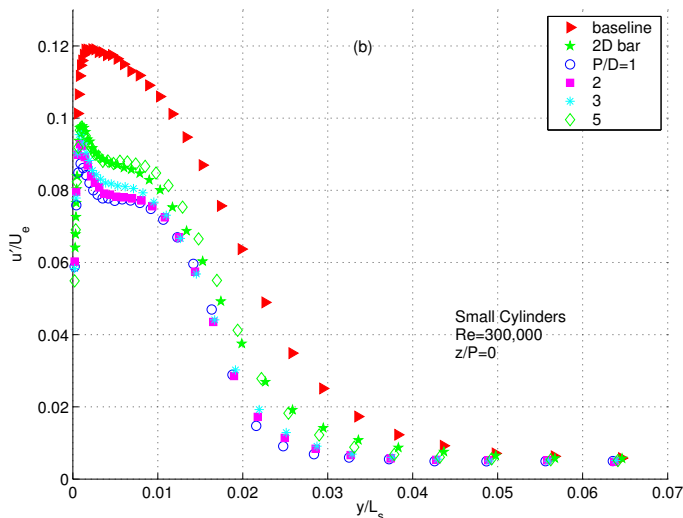 (b)
baseline
2D bar
P/D=1
2
3
5
u'/U_e
0.12
0.1
0.08
0.06
0.04
0.02
0
Small Cylinders
Re=300,000
z/P=0
0 0.01 0.02 0.03 0.04 0.05 0.06 0.07
y/L_s